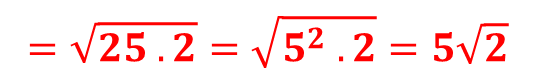 = √25 . 2 = √5² . 2 = 5√2